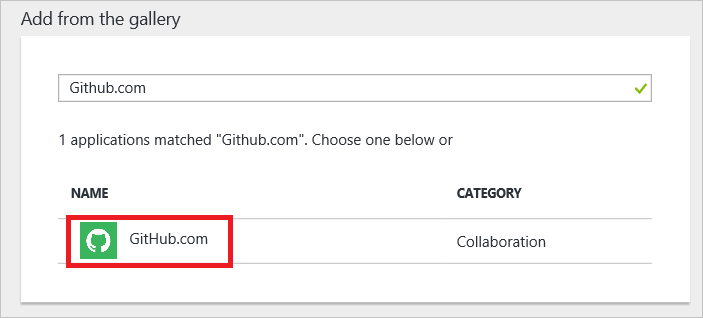 Add from the gallery
Github.com
1 applications matched "Github.com". Choose one below or
NAME CATEGORY
GitHub.com Collaboration